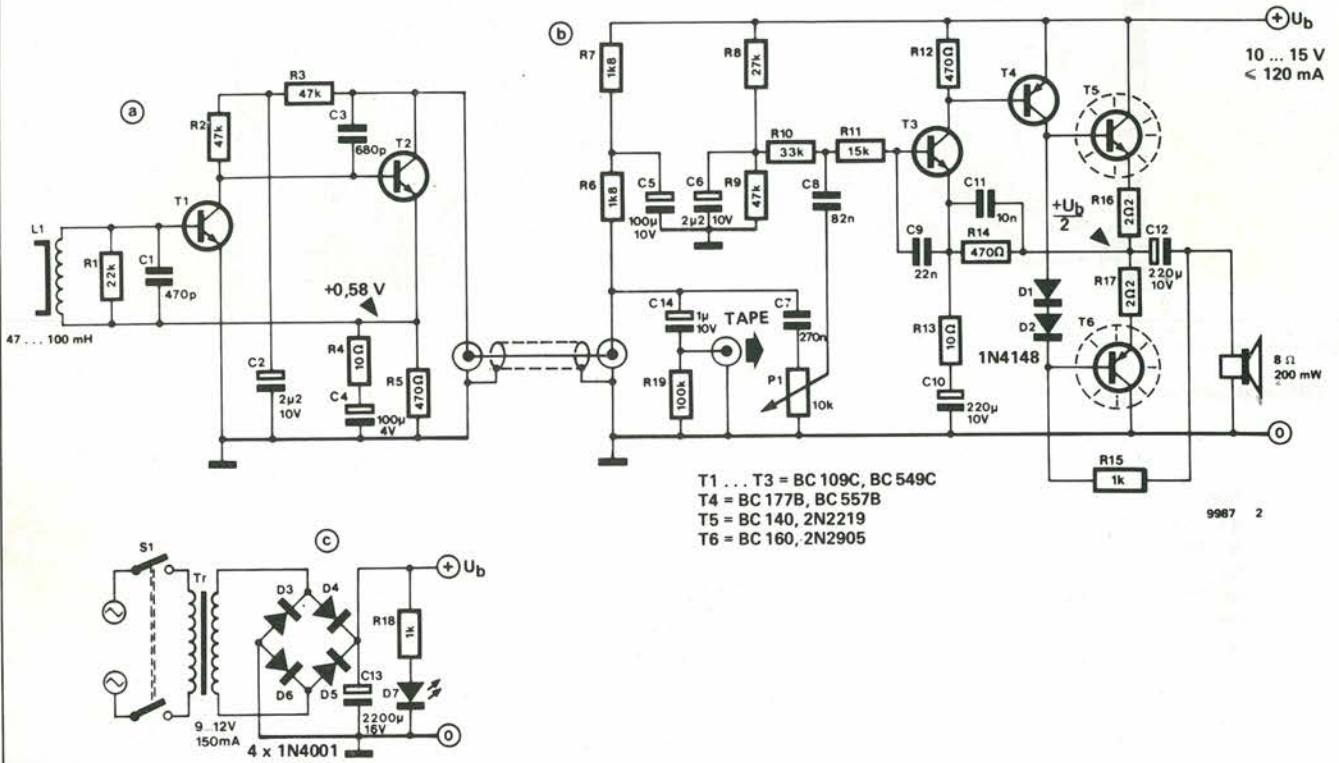 a
R3
47k
R2
47k
C3
680p
T2
T1
L1
R1
22k
C1
470p
+0,58 V
47 ... 100 mH
R4
10Ω
C2
2µ2
10V
C4
100µ
4V
R5
470Ω
b
R7
1k8
R8
27k
R12
470Ω
T4
+ Ub
10 ... 15 V
≤ 120 mA
T5
R10
33k
R11
15k
T3
R6
1k8
C5
100µ
10V
C6
2µ2 10V
R9
47k
C8
82n
C11
10n
R16
2Ω2
+Ub
2
C12
220µ
10V
C9
22n
R14
470Ω
R17
2Ω2
D1
D2
1N4148
T6
C14
1µ
10V
TAPE
C7
270n
R13
10Ω
8 Ω
200 mW
R19
100k
P1
10k
C10
220µ
10V
0
R15
1k
T1 . . . T3 = BC 109C, BC 549C
T4 = BC 177B, BC 557B
T5 = BC 140, 2N2219
T6 = BC 160, 2N2905
9987 2
c
S1
Tr
D3
D4
+ Ub
R18
1k
D6
D5
C13
2200µ
16V
D7
9...12V
150mA
4 x 1N4001
0